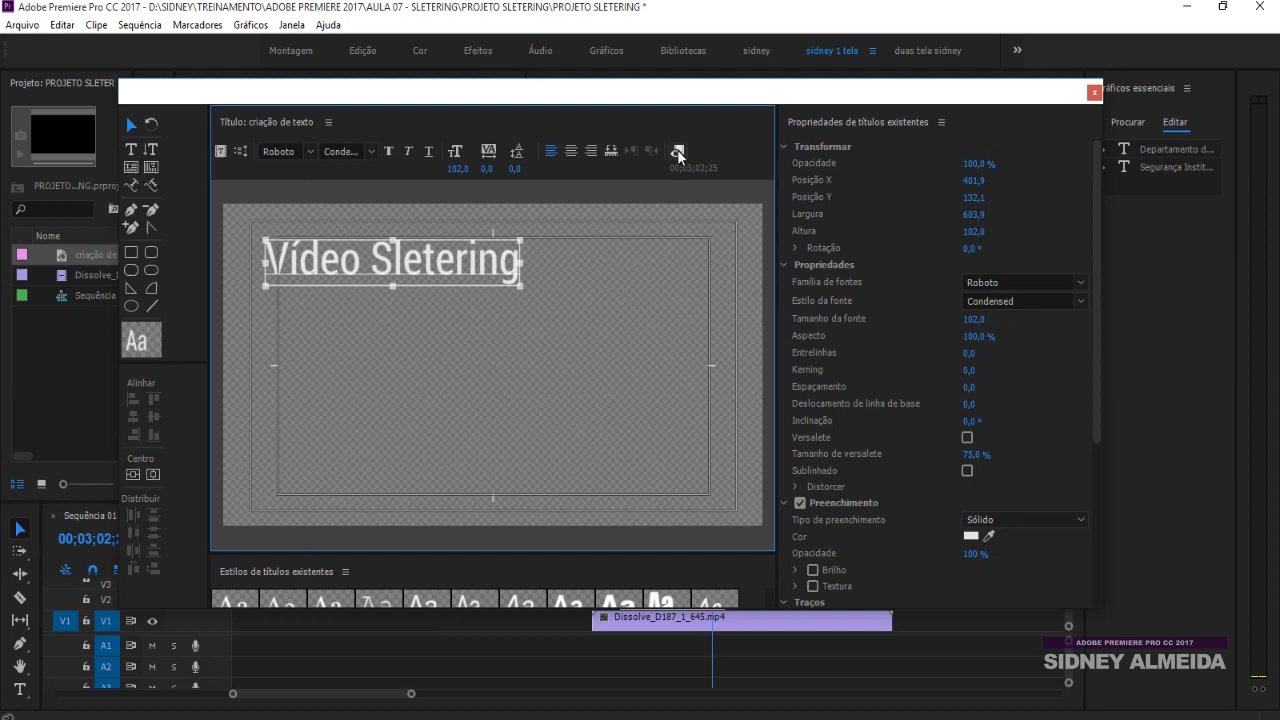 Adobe Premiere Pro CC 2017 - D:\SIDNEY\TREINAMENTO\ADOBE PREMIERE 2017\AULA 07 - SLETERING\PROJETO SLETERING\PROJETO SLETERING *
Arquivo Editar Clipe Sequência Marcadores Gráficos Janela Ajuda
Montagem Edição Cor Efeitos Áudio Gráficos Bibliotecas sidney sidney 1 tela duas tela sidney
Projeto: PROJETO SLETER
ráficos essenciais
Título: criação de texto
Propriedades de títulos existentes
Procurar Editar
Roboto Conde...
102,0 0,0 0,0
00;03;02;25
Departamento d...
Segurança Instit...
PROJETO...NG.prproj
Nome
criação de
Dissolve_
Sequência
Aa
Vídeo Sletering
Transformar
Opacidade 100,0 %
Posição X 401,9
Posição Y 132,1
Largura 603,9
Altura 102,0
Rotação 0,0 º
Propriedades
Família de fontes Roboto
Estilo da fonte Condensed
Tamanho da fonte 102,0
Aspecto 100,0 %
Entrelinhas 0,0
Kerning 0,0
Espaçamento 0,0
Deslocamento de linha de base 0,0
Inclinação 0,0 º
Versalete
Tamanho de versalete 75,0 %
Sublinhado
Distorcer
Preenchimento
Tipo de preenchimento Sólido
Cor
Opacidade 100 %
Brilho
Textura
Traços
Alinhar
Centro
Distribuir
Estilos de títulos existentes
Sequência 01
00;03;02;
V3
V2
V1 V1
Dissolve_D187_1_645.mp4
A1 M S
A2 M S
ADOBE PREMIERE PRO CC 2017
SIDNEY ALMEIDA